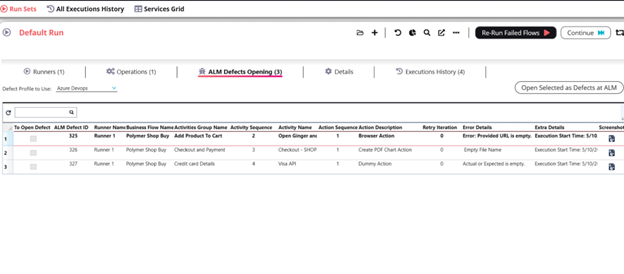 Run Sets All Executions History Services Grid
Default Run
Re-Run Failed Flows Continue
Runners (1) Operations (1) ALM Defects Opening (3) Details Executions History (4)
Defect Profile to Use: Azure Devops Open Selected as Defects at ALM
To Open Defect ALM Defect ID Runner Name Business Flow Name Activities Group Name Activity Sequence Activity Name Action Sequence Action Description Retry Iteration Error Details Extra Details Screenshot
1 325 Runner 1 Polymer Shop Buy Add Product To Cart 2 Open Ginger and 1 Browser Action 0 Error: Provided URL is empty. Execution Start Time: 5/10
2 326 Runner 1 Polymer Shop Buy Checkout and Payment 3 Checkout - SHOP 1 Create PDF Chart Action 0 Empty File Name Execution Start Time: 5/10/2
3 327 Runner 1 Polymer Shop Buy Credit card Details 4 Visa API 1 Dummy Action 0 Actual or Expected is empty. Execution Start Time: 5/10/2